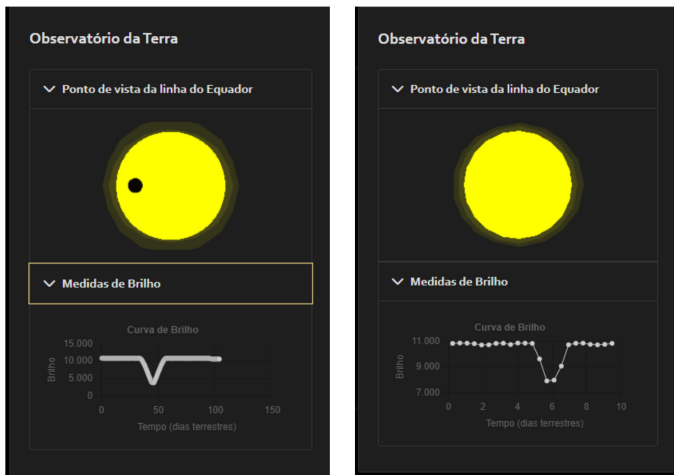 Observatório da Terra
Ponto de vista da linha do Equador
Medidas de Brilho
Curva de Brilho
15.000
10.000
5.000
0
Brilho
0 50 100 150
Tempo (dias terrestres)
Observatório da Terra
Ponto de vista da linha do Equador
Medidas de Brilho
Curva de Brilho
11.000
9.000
7.000
Brilho
0 2 4 6 8 10
Tempo (dias terrestres)